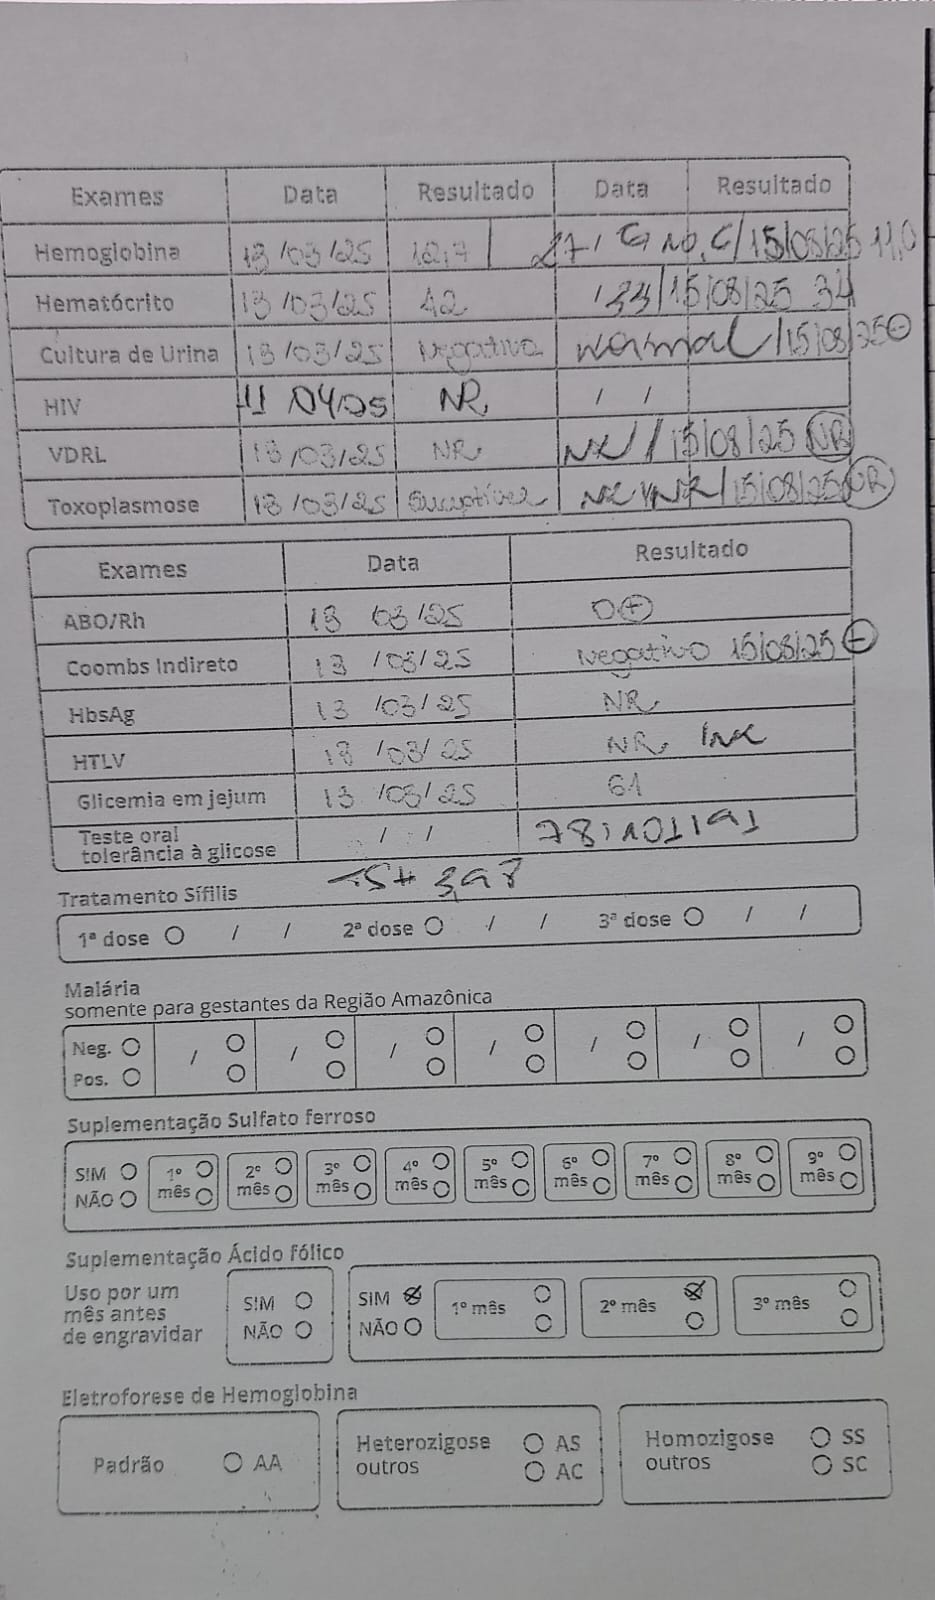 Exames Data Resultado Data Resultado
Hemoglobina 13/03/25 12,7 15/08/25 11,0
Hematócrito 13/03/25 42 15/08/25 34
Cultura de Urina 13/03/25 Negativo normal 15/08/25 ⊖
HIV 11 04/25 NR / /
VDRL 13/03/25 NR NR 15/08/25 NR
Toxoplasmose 13/03/25 15/08/25 NR
Exames Data Resultado
ABO/Rh 13 03/25 O⊕
Coombs Indireto 13/03/25 Negativo 15/08/25 ⊖
HbsAg 13/03/25 NR
HTLV 13/03/25 NR
Glicemia em jejum 13/03/25 61
Teste oral
tolerância à glicose / /
Tratamento Sífilis
1ª dose / / 2ª dose / / 3ª dose / /
Malária
somente para gestantes da Região Amazônica
Neg. / / / / / / /
Pos.
Suplementação Sulfato ferroso
SIM 1º 2º 3º 4º 5º 6º 7º 8º 9º
NÃO mês mês mês mês mês mês mês mês mês
Suplementação Ácido fólico
Uso por um
mês antes
de engravidar
SIM
NÃO
SIM
NÃO
1º mês 2º mês 3º mês
Eletroforese de Hemoglobina
Padrão AA
Heterozigose AS
outros AC
Homozigose SS
outros SC